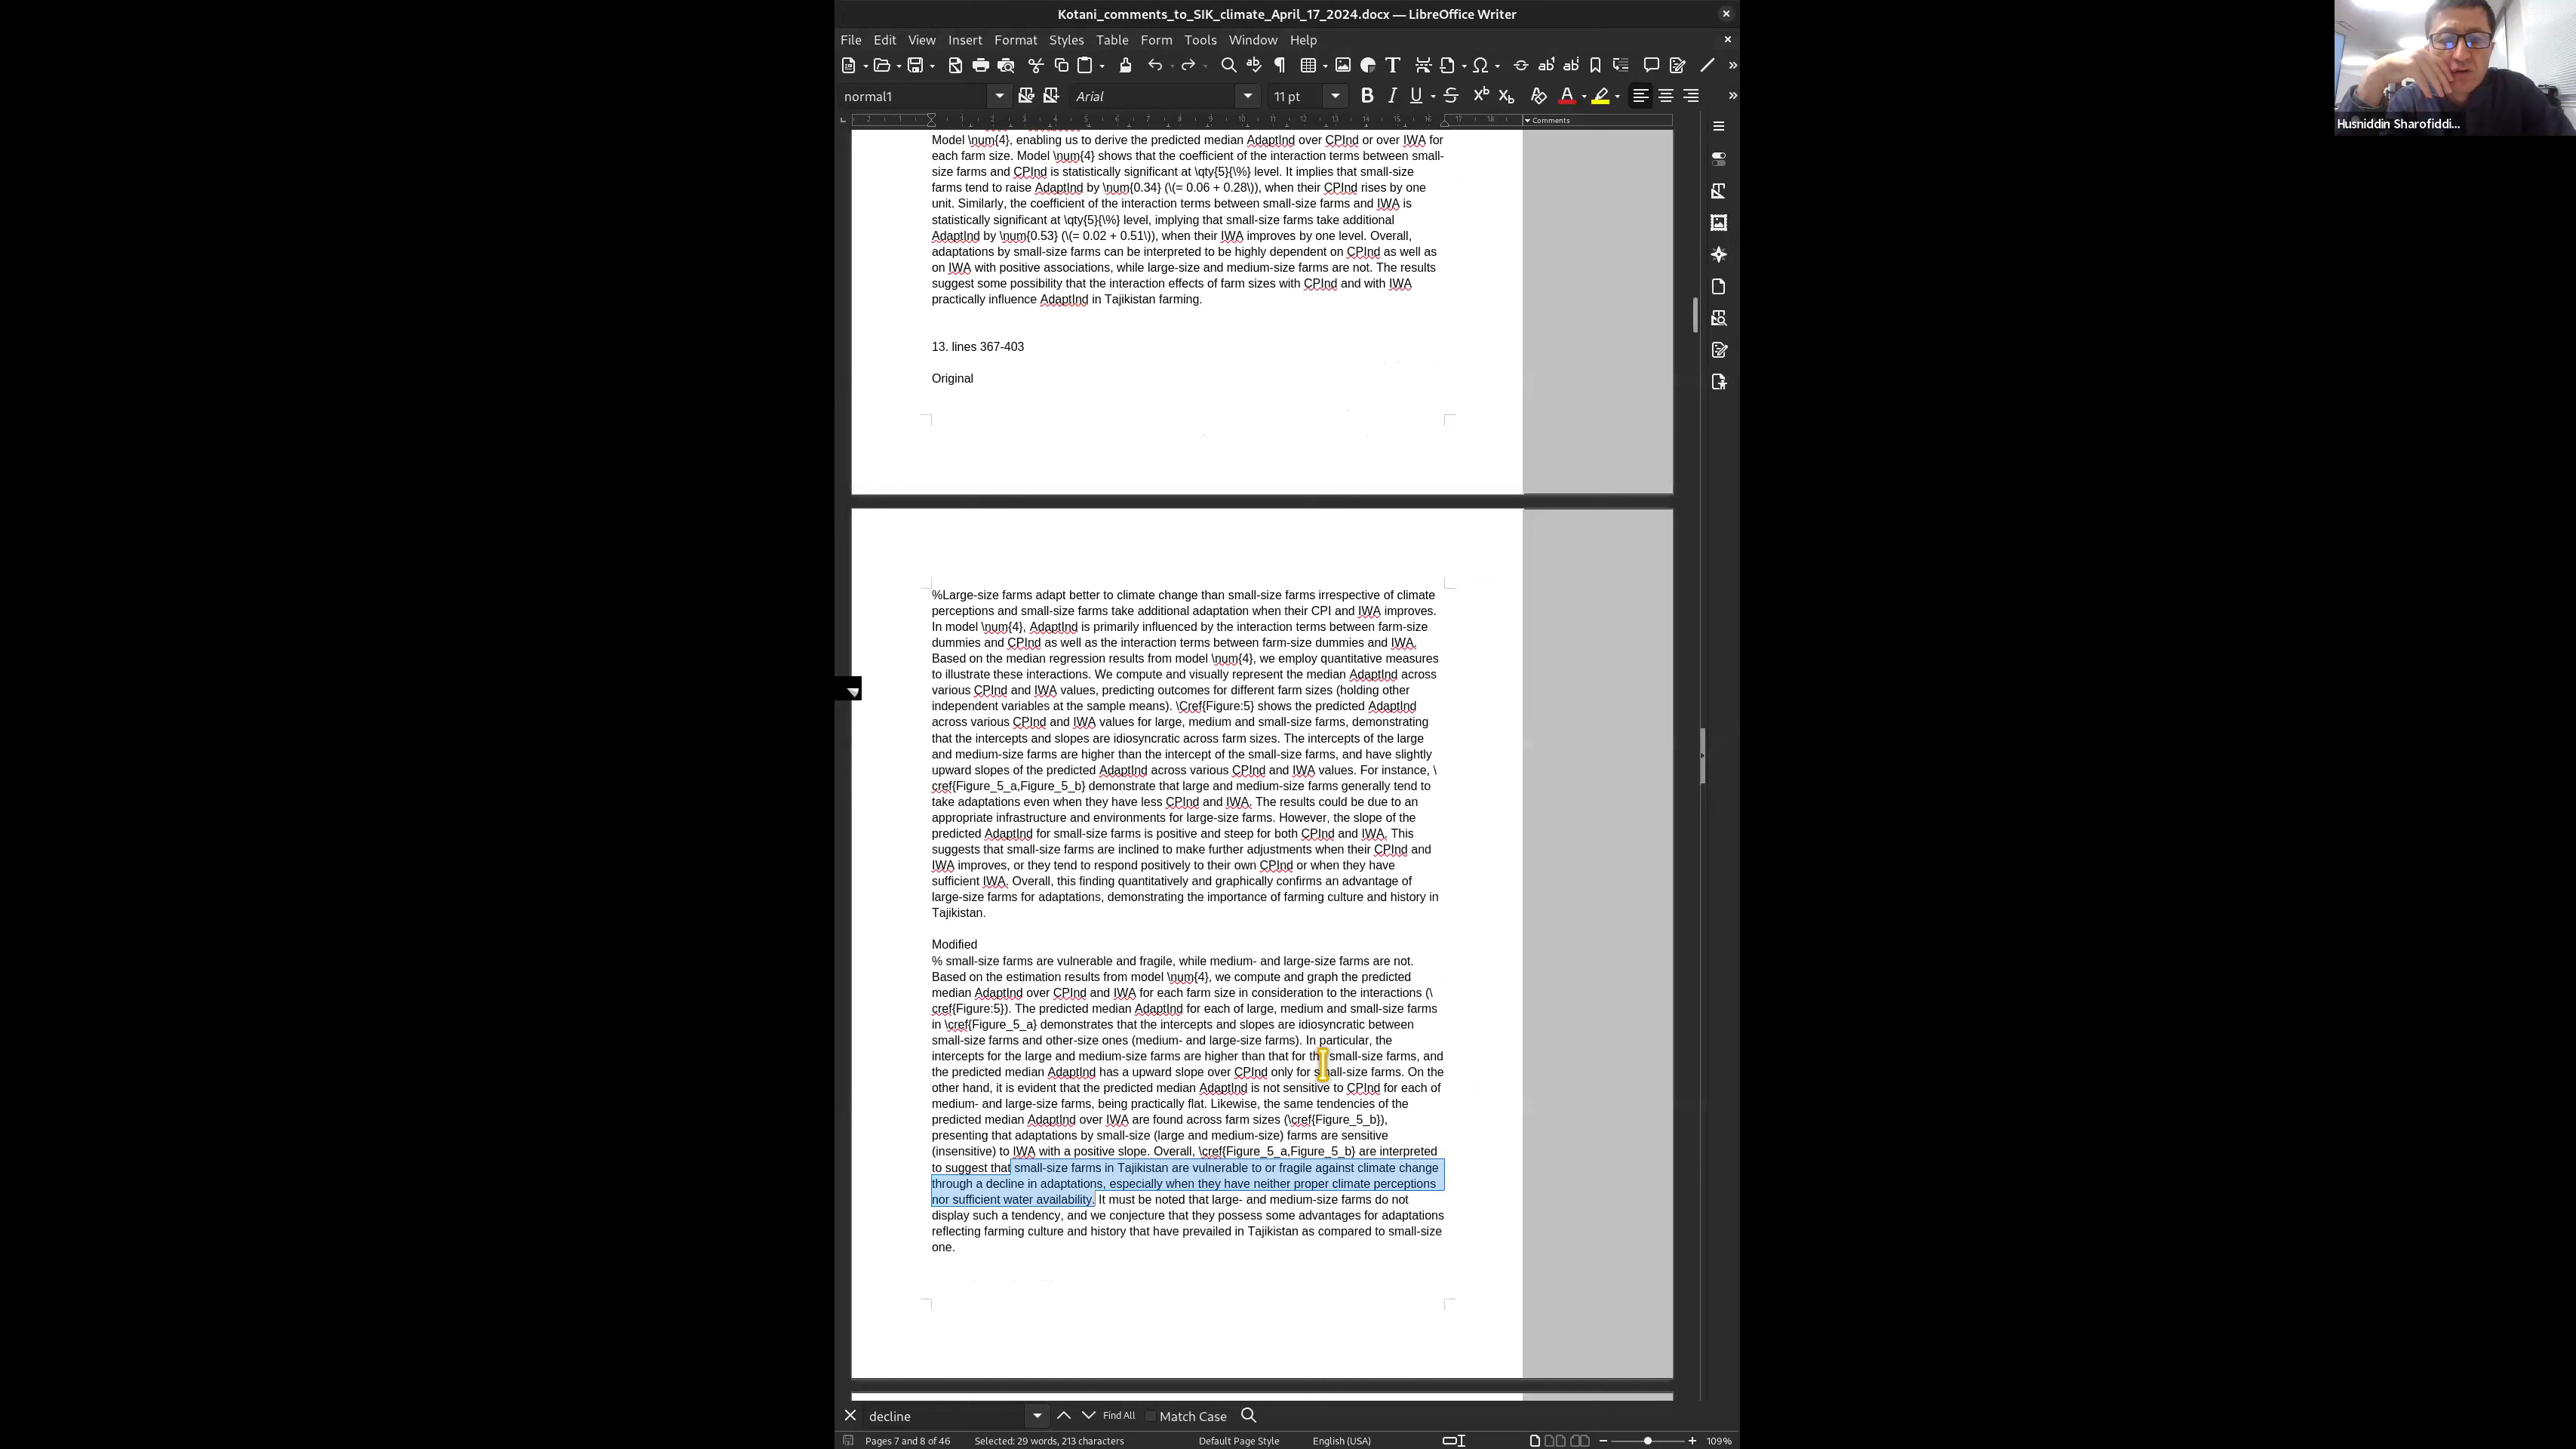 Kotani_comments_to_SIK_climate_April_17_2024.docx — LibreOffice Writer
File Edit View Insert Format Styles Table Form Tools Window Help
normal1
Arial
11 pt
Comments
Model \num{4}, enabling us to derive the predicted median AdaptInd over CPInd or over IWA for
each farm size. Model \num{4} shows that the coefficient of the interaction terms between small-
size farms and CPInd is statistically significant at \qty{5}{\%} level. It implies that small-size
farms tend to raise AdaptInd by \num{0.34} (\(= 0.06 + 0.28\)), when their CPInd rises by one
unit. Similarly, the coefficient of the interaction terms between small-size farms and IWA is
statistically significant at \qty{5}{\%} level, implying that small-size farms take additional
AdaptInd by \num{0.53} (\(= 0.02 + 0.51\)), when their IWA improves by one level. Overall,
adaptations by small-size farms can be interpreted to be highly dependent on CPInd as well as
on IWA with positive associations, while large-size and medium-size farms are not. The results
suggest some possibility that the interaction effects of farm sizes with CPInd and with IWA
practically influence AdaptInd in Tajikistan farming.
13. lines 367-403
Original
%Large-size farms adapt better to climate change than small-size farms irrespective of climate
perceptions and small-size farms take additional adaptation when their CPI and IWA improves.
In model \num{4}, AdaptInd is primarily influenced by the interaction terms between farm-size
dummies and CPInd as well as the interaction terms between farm-size dummies and IWA.
Based on the median regression results from model \num{4}, we employ quantitative measures
to illustrate these interactions. We compute and visually represent the median AdaptInd across
various CPInd and IWA values, predicting outcomes for different farm sizes (holding other
independent variables at the sample means). \Cref{Figure:5} shows the predicted AdaptInd
across various CPInd and IWA values for large, medium and small-size farms, demonstrating
that the intercepts and slopes are idiosyncratic across farm sizes. The intercepts of the large
and medium-size farms are higher than the intercept of the small-size farms, and have slightly
upward slopes of the predicted AdaptInd across various CPInd and IWA values. For instance, \
cref{Figure_5_a,Figure_5_b} demonstrate that large and medium-size farms generally tend to
take adaptations even when they have less CPInd and IWA. The results could be due to an
appropriate infrastructure and environments for large-size farms. However, the slope of the
predicted AdaptInd for small-size farms is positive and steep for both CPInd and IWA. This
suggests that small-size farms are inclined to make further adjustments when their CPInd and
IWA improves, or they tend to respond positively to their own CPInd or when they have
sufficient IWA. Overall, this finding quantitatively and graphically confirms an advantage of
large-size farms for adaptations, demonstrating the importance of farming culture and history in
Tajikistan.
Modified
% small-size farms are vulnerable and fragile, while medium- and large-size farms are not.
Based on the estimation results from model \num{4}, we compute and graph the predicted
median AdaptInd over CPInd and IWA for each farm size in consideration to the interactions (\
cref{Figure:5}). The predicted median AdaptInd for each of large, medium and small-size farms
in \cref{Figure_5_a} demonstrates that the intercepts and slopes are idiosyncratic between
small-size farms and other-size ones (medium- and large-size farms). In particular, the
intercepts for the large and medium-size farms are higher than that for the small-size farms, and
the predicted median AdaptInd has a upward slope over CPInd only for small-size farms. On the
other hand, it is evident that the predicted median AdaptInd is not sensitive to CPInd for each of
medium- and large-size farms, being practically flat. Likewise, the same tendencies of the
predicted median AdaptInd over IWA are found across farm sizes (\cref{Figure_5_b}),
presenting that adaptations by small-size (large and medium-size) farms are sensitive
(insensitive) to IWA with a positive slope. Overall, \cref{Figure_5_a,Figure_5_b} are interpreted
to suggest that small-size farms in Tajikistan are vulnerable to or fragile against climate change
through a decline in adaptations, especially when they have neither proper climate perceptions
nor sufficient water availability. It must be noted that large- and medium-size farms do not
display such a tendency, and we conjecture that they possess some advantages for adaptations
reflecting farming culture and history that have prevailed in Tajikistan as compared to small-size
one.
decline
Find All
Match Case
Pages 7 and 8 of 46
Selected: 29 words, 213 characters
Default Page Style
English (USA)
109%
Husniddin Sharofiddi...